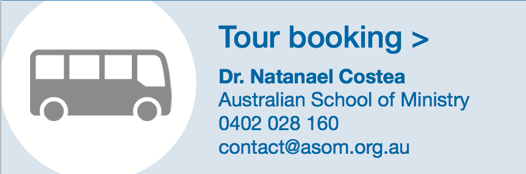 Tour booking >
Dr. Natanael Costea
Australian School of Ministry
0402 028 160
contact@asom.org.au